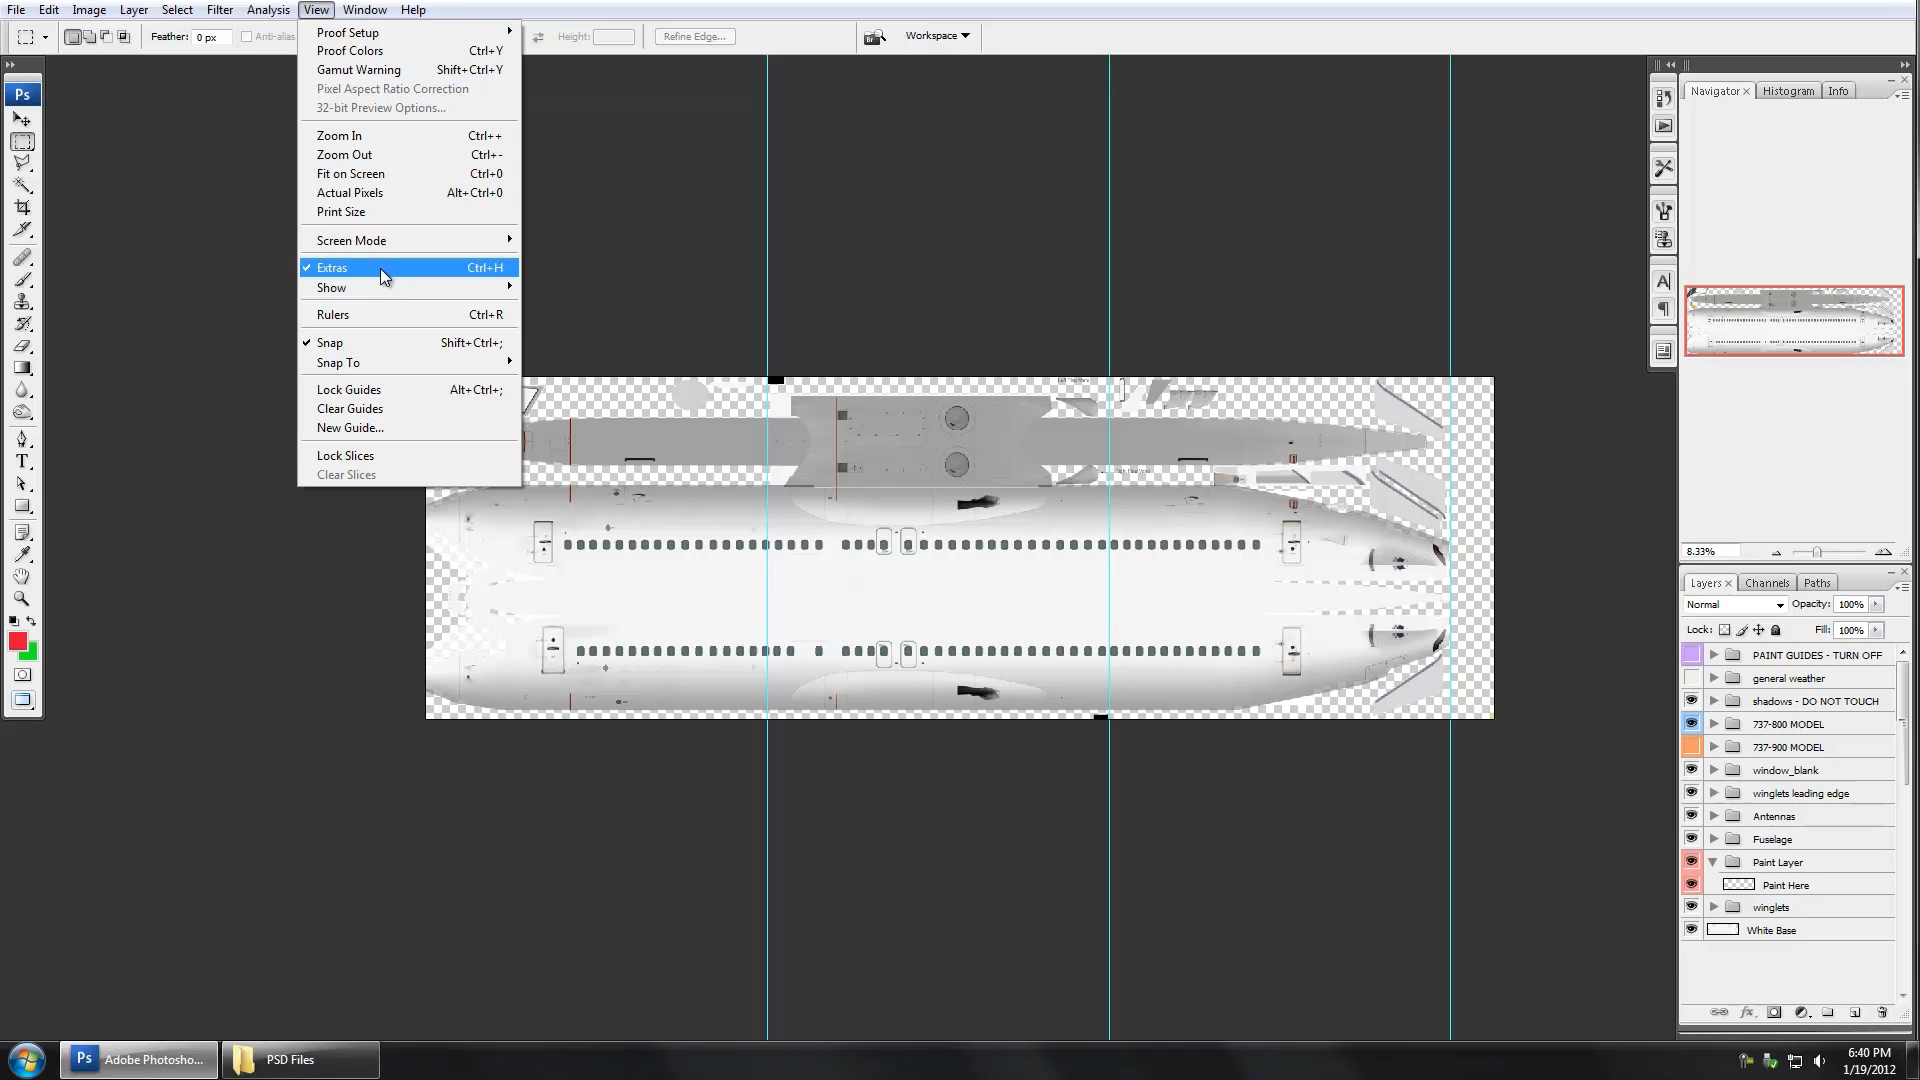 File Edit Image Layer Select Filter Analysis View Window Help
Feather: 0 px Anti-alias Height: Refine Edge... Br Workspace
Proof Setup
Proof Colors Ctrl+Y
Gamut Warning Shift+Ctrl+Y
Pixel Aspect Ratio Correction
32-bit Preview Options...
Zoom In Ctrl++
Zoom Out Ctrl+-
Fit on Screen Ctrl+0
Actual Pixels Alt+Ctrl+0
Print Size
Screen Mode
Extras Ctrl+H
Show
Rulers Ctrl+R
Snap Shift+Ctrl+;
Snap To
Lock Guides Alt+Ctrl+;
Clear Guides
New Guide...
Lock Slices
Clear Slices
Ps
T
A
Navigator Histogram Info
8.33%
Layers Channels Paths
Normal Opacity: 100%
Lock: Fill: 100%
PAINT GUIDES - TURN OFF
general weather
shadows - DO NOT TOUCH
737-800 MODEL
737-900 MODEL
window_blank
winglets leading edge
Antennas
Fuselage
Paint Layer
Paint Here
winglets
White Base
fx
Ps Adobe Photosho... PSD Files
6:40 PM
1/19/2012